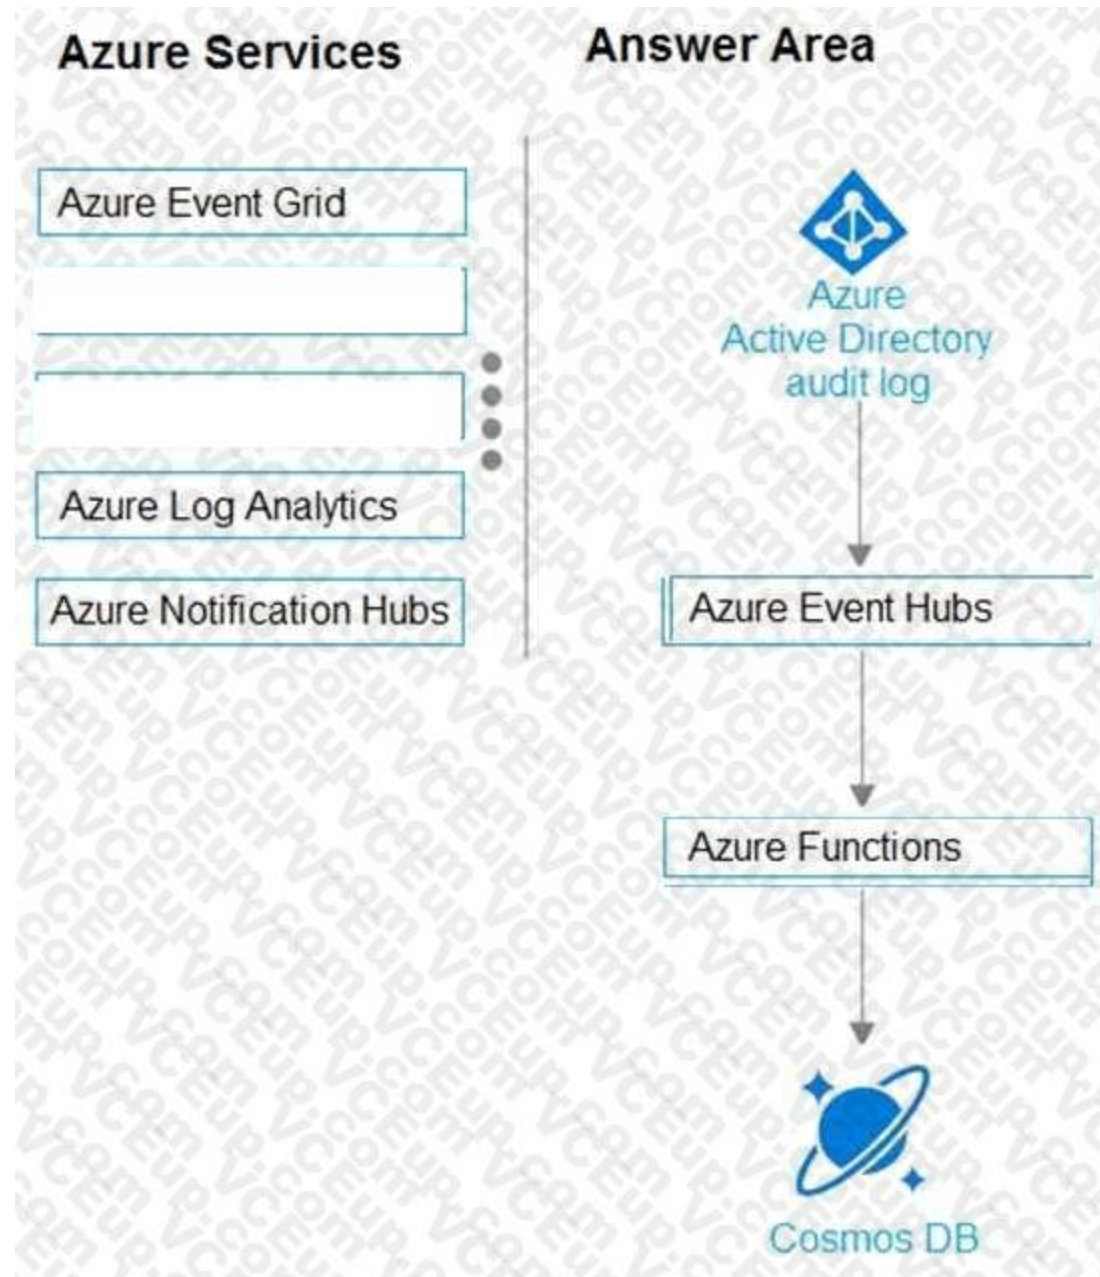 Azure Services
Answer Area
Azure Event Grid
Azure Log Analytics
Azure Notification Hubs
Azure
Active Directory
audit log
Azure Event Hubs
Azure Functions
Cosmos DB